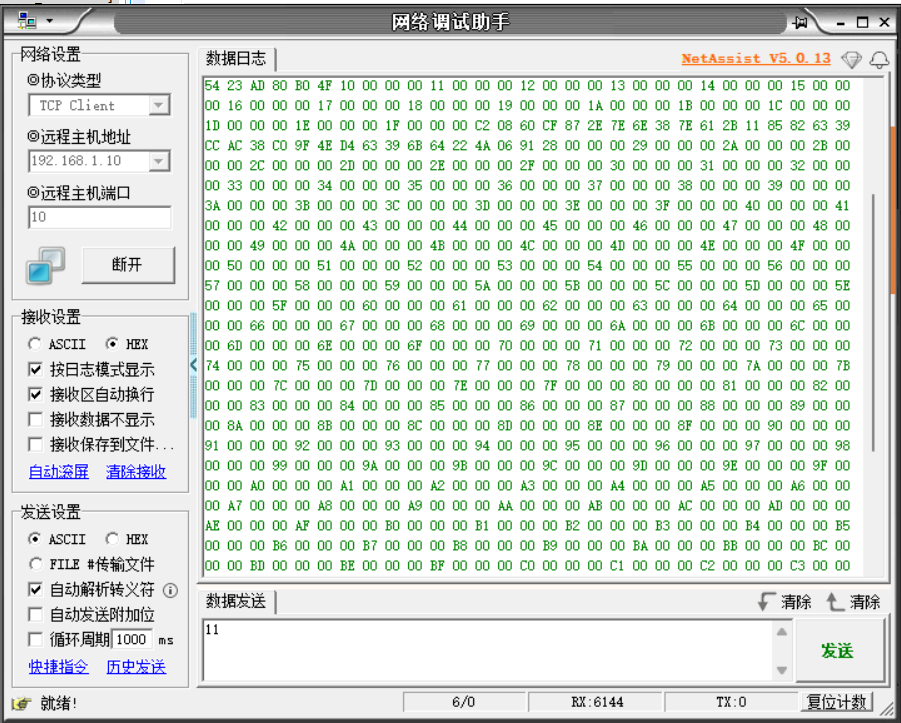 网络调试助手
网络设置
协议类型
TCP Client
远程主机地址
192.168.1.10
远程主机端口
10
断开
接收设置
ASCII HEX
按日志模式显示
接收区自动换行
接收数据不显示
接收保存到文件...
自动滚屏 清除接收
发送设置
ASCII HEX
FILE #传输文件
自动解析转义符
自动发送附加位
循环周期 1000 ms
快捷指令 历史发送
数据日志 NetAssist V5.0.13
54 23 AD 80 B0 4F 10 00 00 00 11 00 00 00 12 00 00 00 13 00 00 00 14 00 00 00 15 00 00
00 16 00 00 00 17 00 00 00 18 00 00 00 19 00 00 00 1A 00 00 00 1B 00 00 00 1C 00 00 00
1D 00 00 00 1E 00 00 00 1F 00 00 00 C2 08 60 CF 87 2E 7E 6E 38 7E 61 2B 11 85 82 63 39
CC AC 38 C0 9F 4E D4 63 39 6B 64 22 4A 06 91 28 00 00 00 29 00 00 00 2A 00 00 00 2B 00
00 00 2C 00 00 00 2D 00 00 00 2E 00 00 00 2F 00 00 00 30 00 00 00 31 00 00 00 32 00 00
00 33 00 00 00 34 00 00 00 35 00 00 00 36 00 00 00 37 00 00 00 38 00 00 00 39 00 00 00
3A 00 00 00 3B 00 00 00 3C 00 00 00 3D 00 00 00 3E 00 00 00 3F 00 00 00 40 00 00 00 41
00 00 00 42 00 00 00 43 00 00 00 44 00 00 00 45 00 00 00 46 00 00 00 47 00 00 00 48 00
00 00 49 00 00 00 4A 00 00 00 4B 00 00 00 4C 00 00 00 4D 00 00 00 4E 00 00 00 4F 00 00
00 50 00 00 00 51 00 00 00 52 00 00 00 53 00 00 00 54 00 00 00 55 00 00 00 56 00 00 00
57 00 00 00 58 00 00 00 59 00 00 00 5A 00 00 00 5B 00 00 00 5C 00 00 00 5D 00 00 00 5E
00 00 00 5F 00 00 00 60 00 00 00 61 00 00 00 62 00 00 00 63 00 00 00 64 00 00 00 65 00
00 00 66 00 00 00 67 00 00 00 68 00 00 00 69 00 00 00 6A 00 00 00 6B 00 00 00 6C 00 00
00 6D 00 00 00 6E 00 00 00 6F 00 00 00 70 00 00 00 71 00 00 00 72 00 00 00 73 00 00 00
74 00 00 00 75 00 00 00 76 00 00 00 77 00 00 00 78 00 00 00 79 00 00 00 7A 00 00 00 7B
00 00 00 7C 00 00 00 7D 00 00 00 7E 00 00 00 7F 00 00 00 80 00 00 00 81 00 00 00 82 00
00 00 83 00 00 00 84 00 00 00 85 00 00 00 86 00 00 00 87 00 00 00 88 00 00 00 89 00 00
00 8A 00 00 00 8B 00 00 00 8C 00 00 00 8D 00 00 00 8E 00 00 00 8F 00 00 00 90 00 00 00
91 00 00 00 92 00 00 00 93 00 00 00 94 00 00 00 95 00 00 00 96 00 00 00 97 00 00 00 98
00 00 00 99 00 00 00 9A 00 00 00 9B 00 00 00 9C 00 00 00 9D 00 00 00 9E 00 00 00 9F 00
00 00 A0 00 00 00 A1 00 00 00 A2 00 00 00 A3 00 00 00 A4 00 00 00 A5 00 00 00 A6 00 00
00 A7 00 00 00 A8 00 00 00 A9 00 00 00 AA 00 00 00 AB 00 00 00 AC 00 00 00 AD 00 00 00
AE 00 00 00 AF 00 00 00 B0 00 00 00 B1 00 00 00 B2 00 00 00 B3 00 00 00 B4 00 00 00 B5
00 00 00 B6 00 00 00 B7 00 00 00 B8 00 00 00 B9 00 00 00 BA 00 00 00 BB 00 00 00 BC 00
00 00 BD 00 00 00 BE 00 00 00 BF 00 00 00 C0 00 00 00 C1 00 00 00 C2 00 00 00 C3 00 00
数据发送 清除 清除
11
发送
就绪! 6/0 RX:6144 TX:0 复位计数